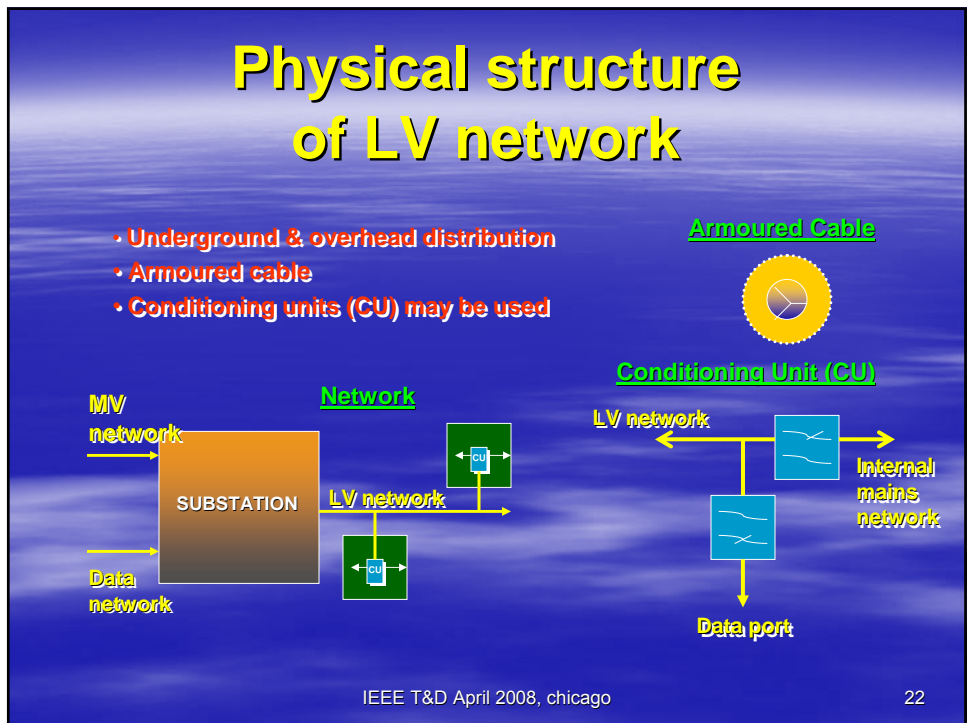 Physical structure
of LV network
• Underground & overhead distribution
• Armoured cable
• Conditioning units (CU) may be used
Armoured Cable
Conditioning Unit (CU)
Network
MV
network
SUBSTATION
LV network
CU
CU
Data
network
LV network
Internal
mains
network
Data port
IEEE T&D April 2008, chicago
22